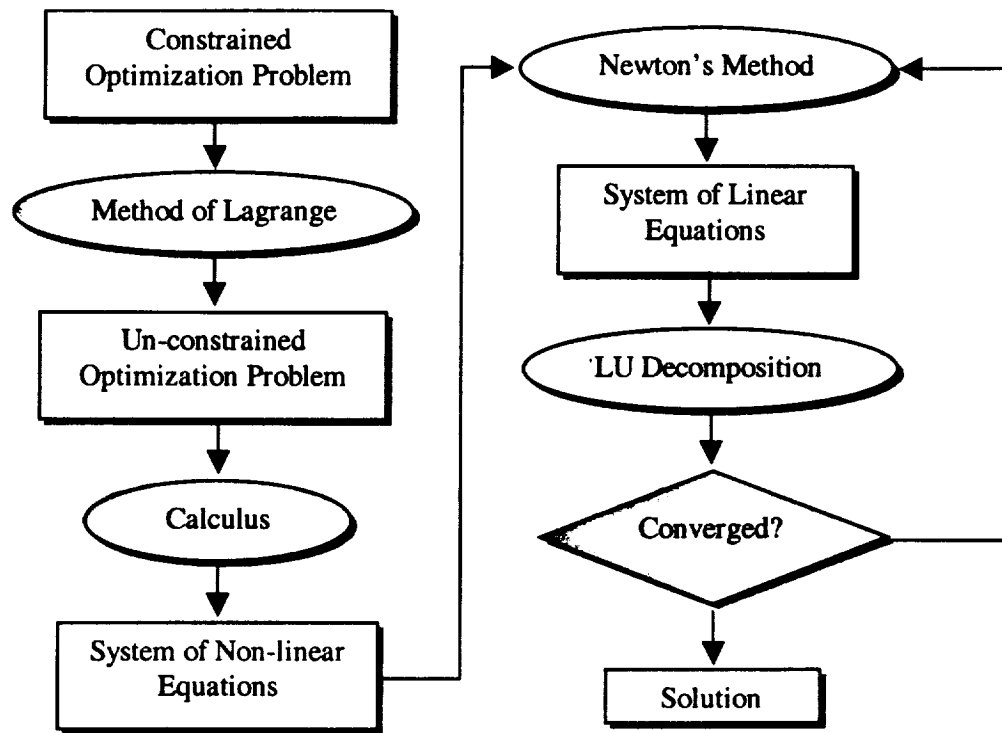 Constrained
Optimization Problem
Method of Lagrange
Un-constrained
Optimization Problem
Calculus
System of Non-linear
Equations
Newton's Method
System of Linear
Equations
LU Decomposition
Converged?
Solution